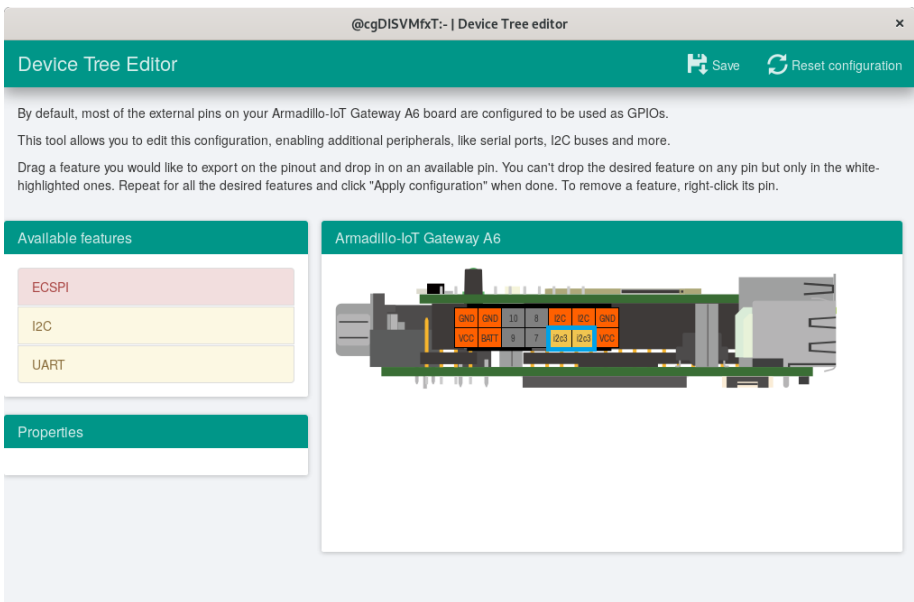 @cgDISVMfxT:- | Device Tree editor
×
Device Tree Editor
Save
Reset configuration
By default, most of the external pins on your Armadillo-IoT Gateway A6 board are configured to be used as GPIOs.
This tool allows you to edit this configuration, enabling additional peripherals, like serial ports, I2C buses and more.
Drag a feature you would like to export on the pinout and drop in on an available pin. You can't drop the desired feature on any pin but only in the white-
highlighted ones. Repeat for all the desired features and click "Apply configuration" when done. To remove a feature, right-click its pin.
Available features
ECSPI
I2C
UART
Properties
Armadillo-IoT Gateway A6
GND GND 10 8 I2C I2C GND
VCC BATT 9 7 i2c3 i2c3 VCC